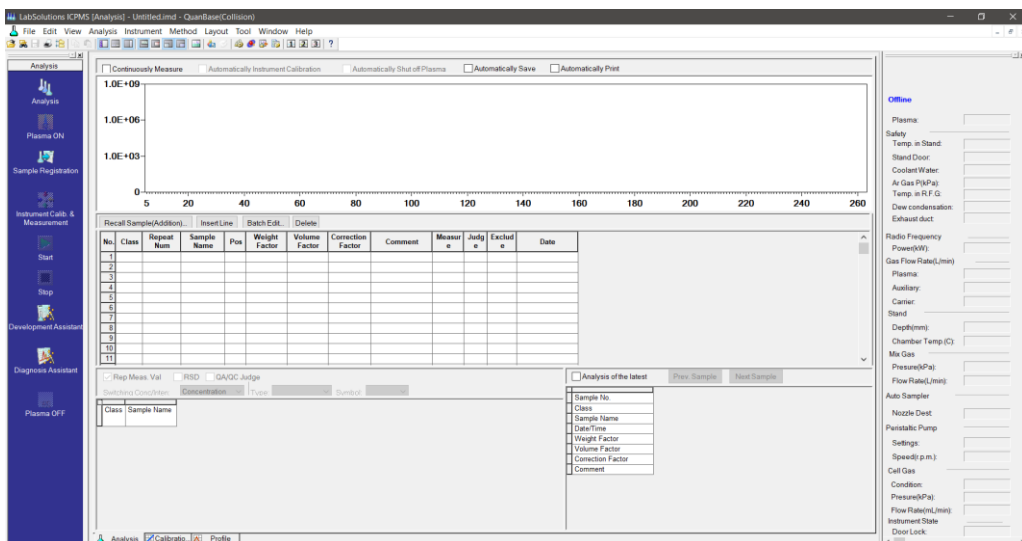 LabSolutions ICPMS [Analysis] - Untitled.imd - QuanBase(Collision)
File Edit View Analysis Instrument Method Layout Tool Window Help
1 2 3 ?
Analysis
Analysis
Plasma ON
Sample Registration
Instrument Calib. &
Measurement
Start
Stop
Development Assistant
Diagnosis Assistant
Plasma OFF
Continuously Measure Automatically Instrument Calibration Automatically Shut off Plasma Automatically Save Automatically Print
1.0E+09
1.0E+06
1.0E+03
0
5 20 40 60 80 100 120 140 160 180 200 220 240 260
Recall Sample(Addition).. Insert Line Batch Edit.. Delete
No. Class Repeat Num Sample Name Pos Weight Factor Volume Factor Correction Factor Comment Measur e Judg e Exclud e Date
1
2
3
4
5
6
7
8
9
10
11
Rep Meas. Val RSD QA/QC Judge
Switching Conc/Inten: Concentration Type: Symbol:
Class Sample Name
Analysis of the latest Prev. Sample Next Sample
Sample No.
Class
Sample Name
Date/Time
Weight Factor
Volume Factor
Correction Factor
Comment
Analysis Calibratio.. Profile
Offline
Plasma:
Safety
Temp. in Stand:
Stand Door:
Coolant Water:
Ar Gas P(kPa):
Temp. in R.F.G:
Dew condensation:
Exhaust duct:
Radio Frequency
Power(kW):
Gas Flow Rate(L/min)
Plasma:
Auxiliary:
Carrier:
Stand
Depth(mm):
Chamber Temp.(C):
Mix Gas
Presure(kPa):
Flow Rate(L/min):
Auto Sampler
Nozzle Dest:
Peristaltic Pump
Settings:
Speed(r.p.m.):
Cell Gas
Condition:
Presure(kPa):
Flow Rate(mL/min):
Instrument State
Door Lock: